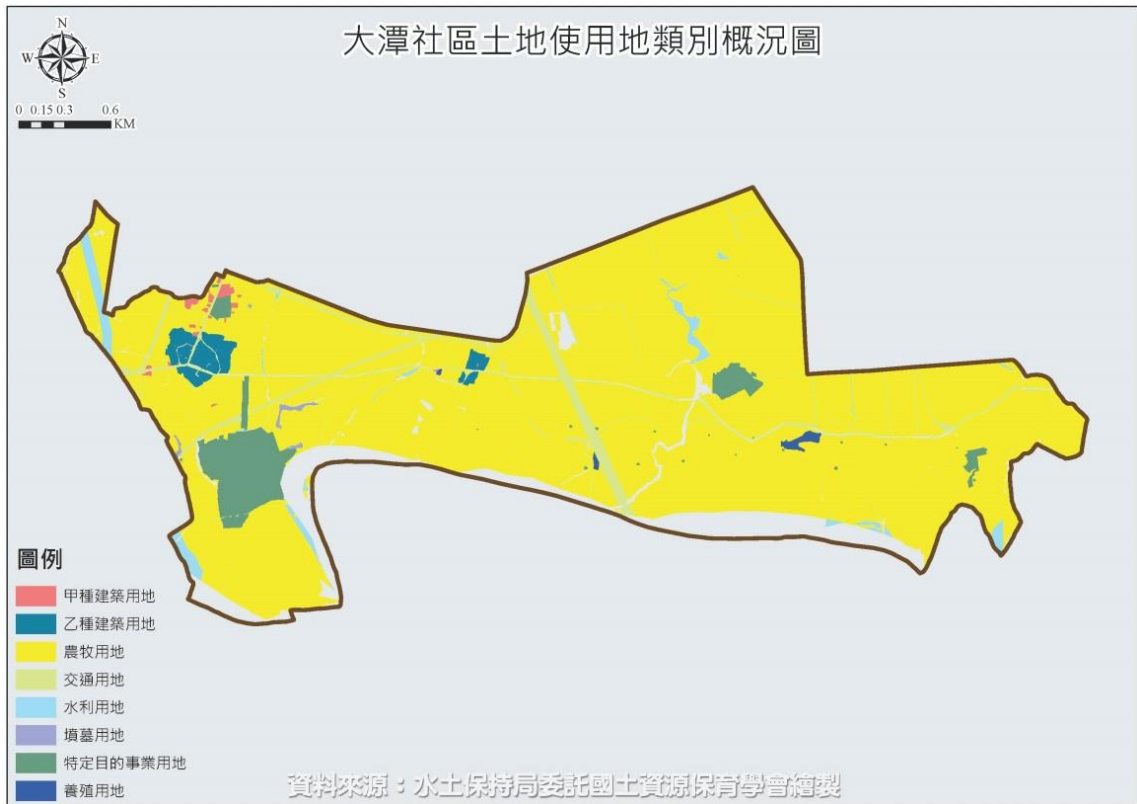 大潭社區土地使用地類別概況圖
N
W E
S
0 0.15 0.3 0.6
KM
圖例
甲種建築用地
乙種建築用地
農牧用地
交通用地
水利用地
墳墓用地
特定目的事業用地
養殖用地
資料來源：水土保持局委託國土資源保育學會繪製